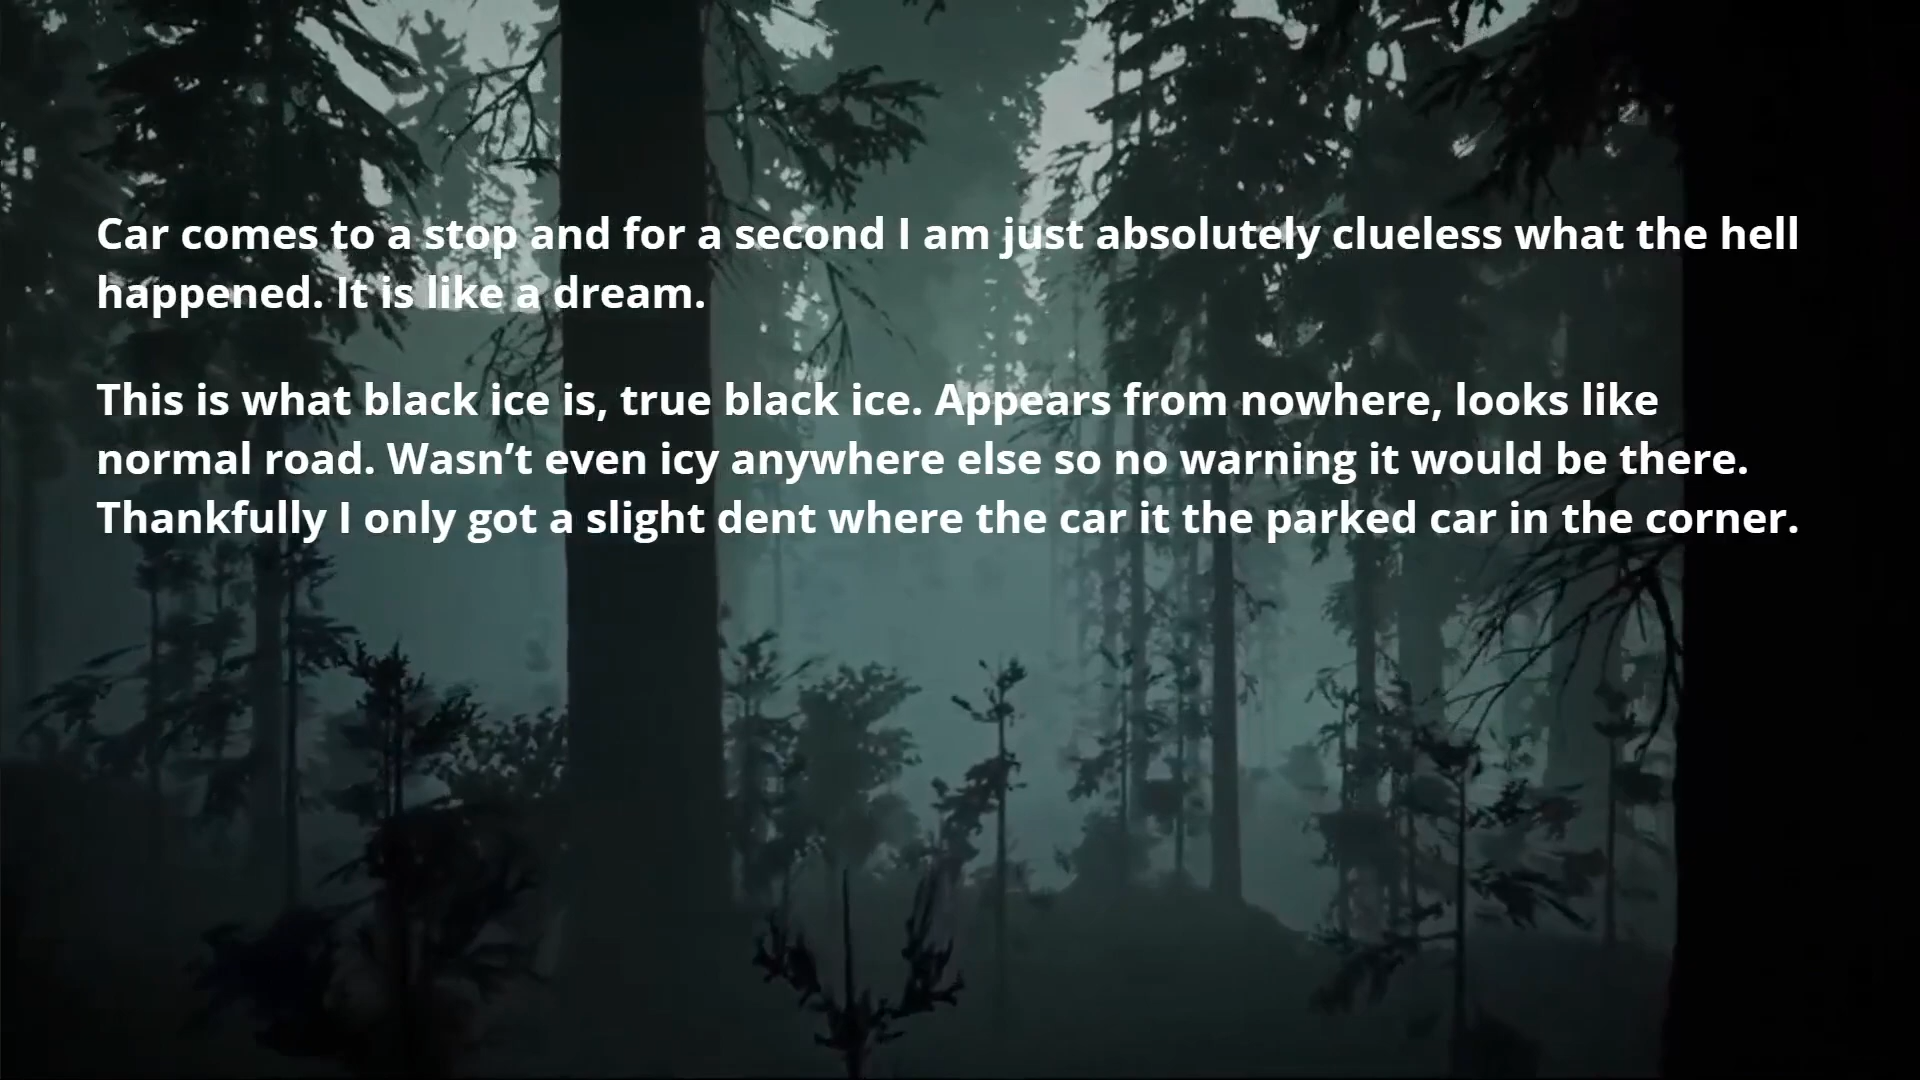 Car comes to a stop and for a second I am just absolutely clueless what the hell
happened. It is like a dream.
This is what black ice is, true black ice. Appears from nowhere, looks like
normal road. Wasn’t even icy anywhere else so no warning it would be there.
Thankfully I only got a slight dent where the car it the parked car in the corner.